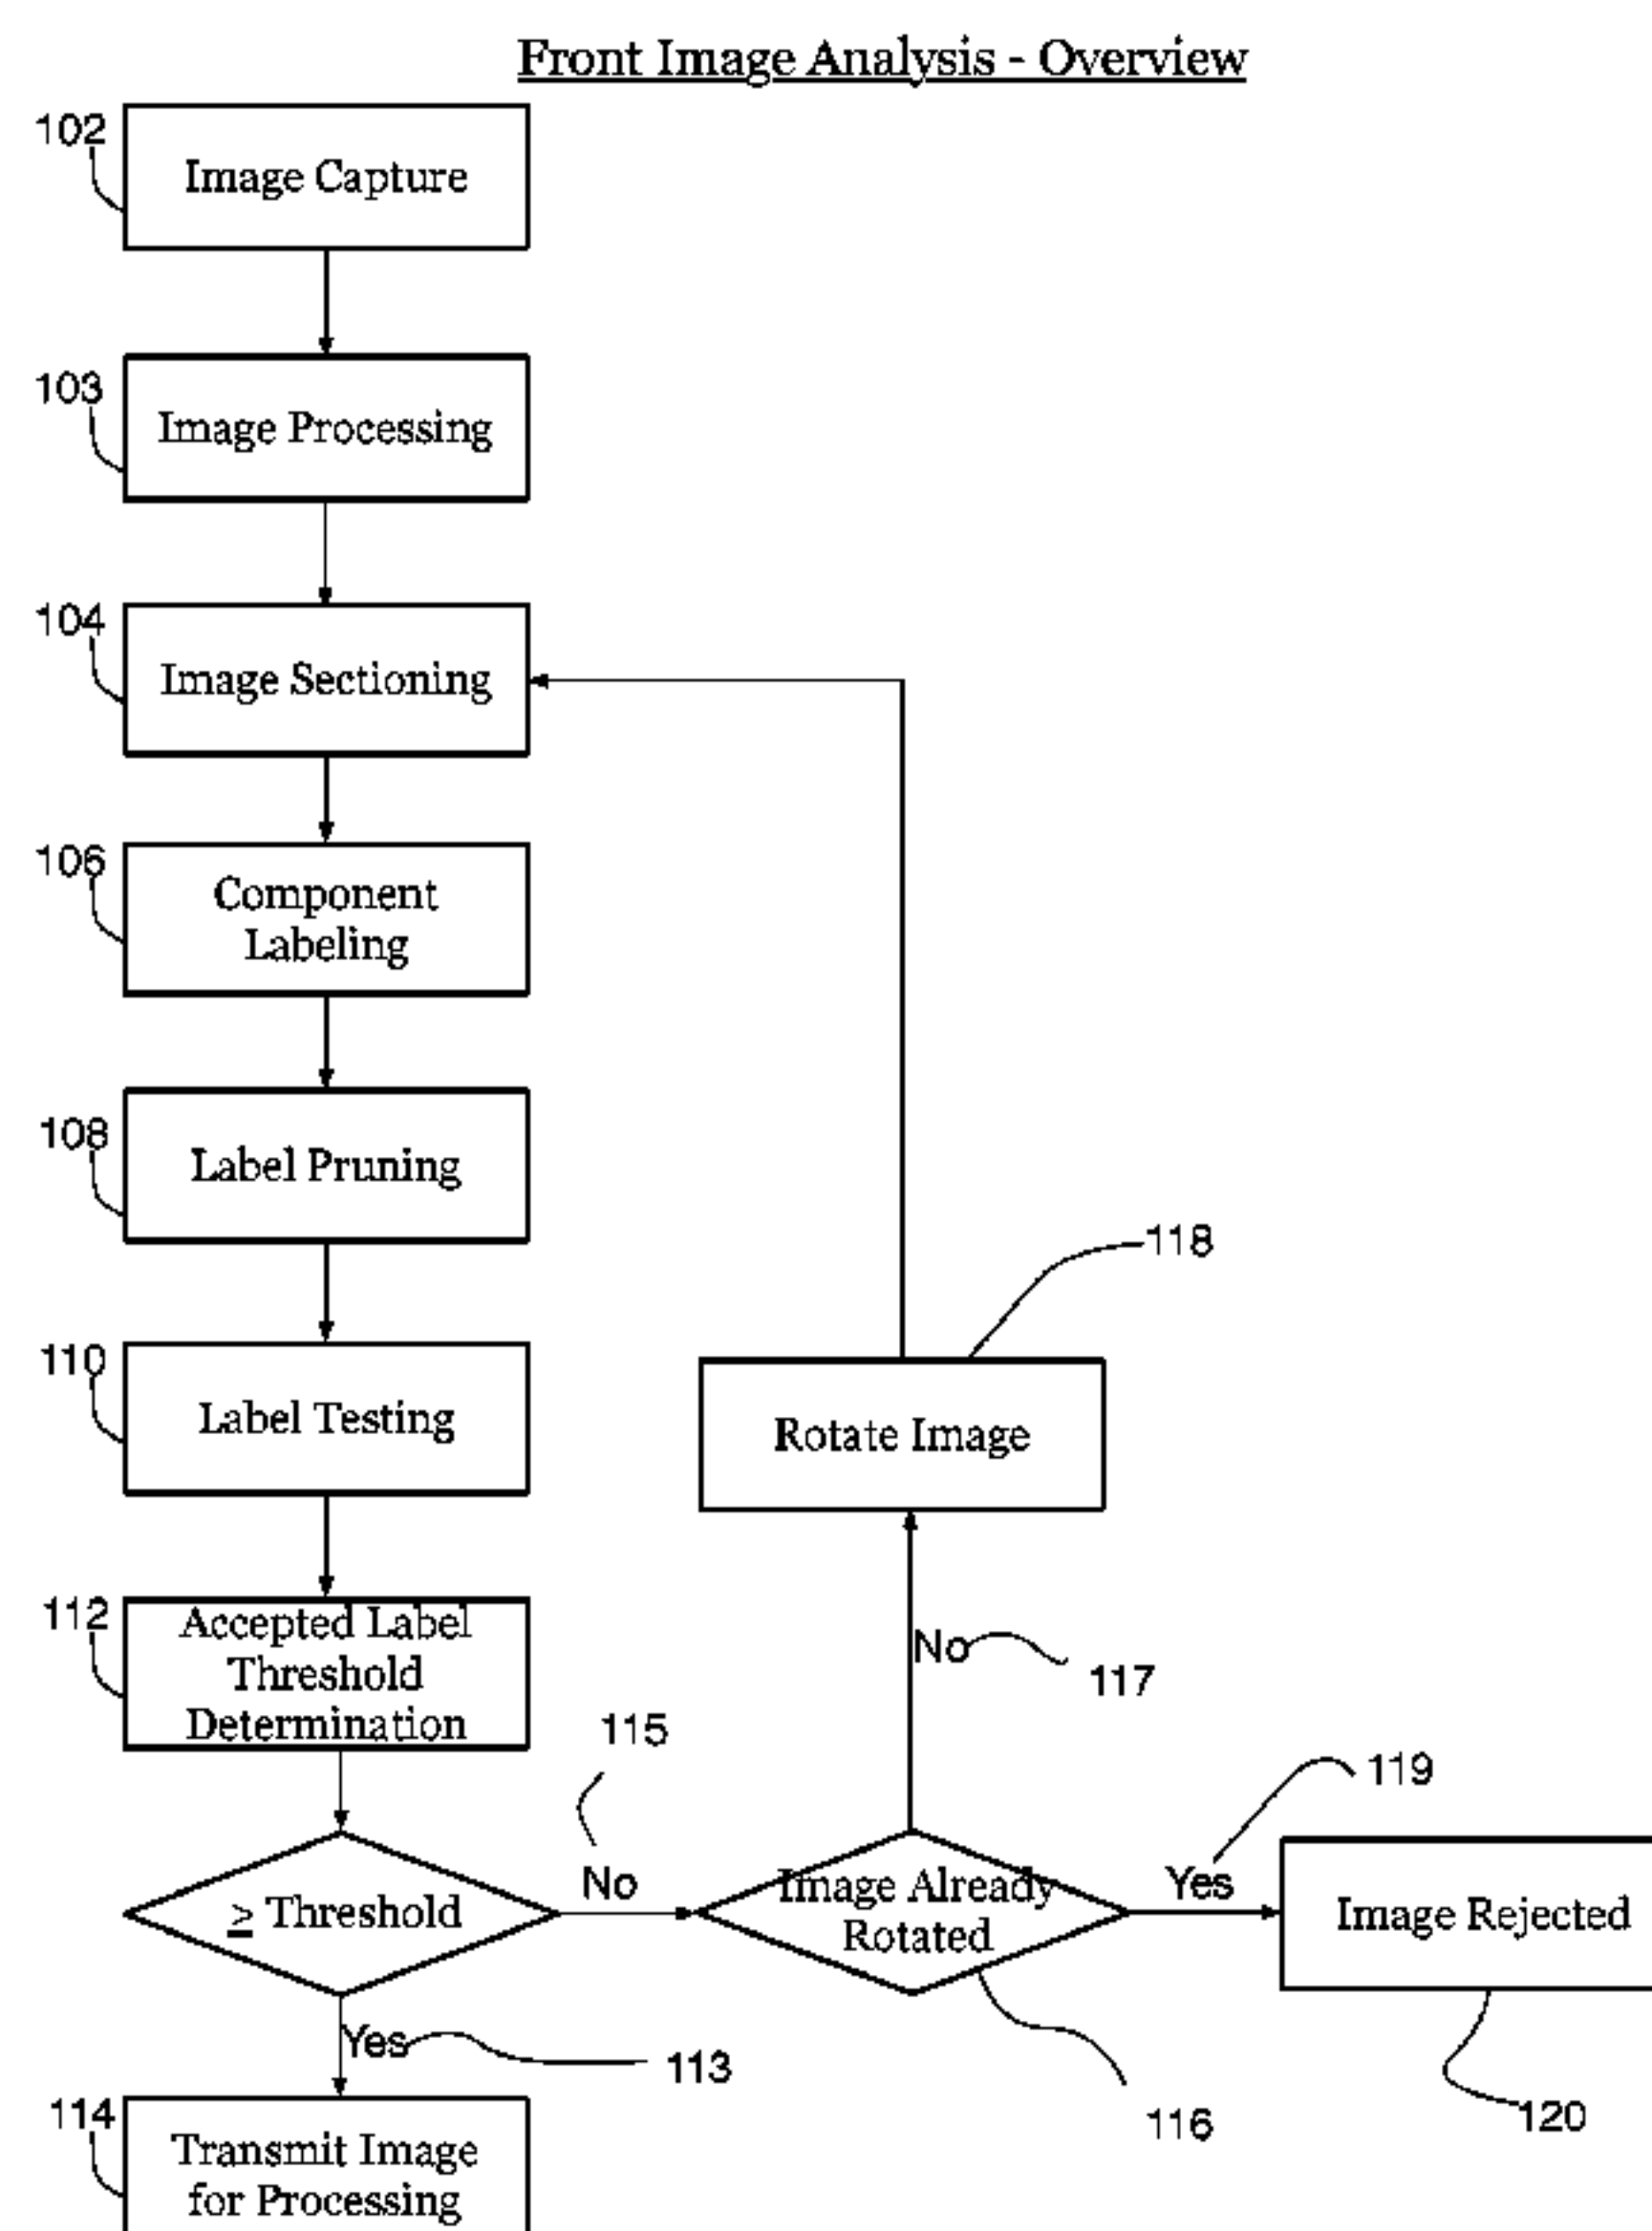 Front Image Analysis - Overview
102
Image Capture
103
Image Processing
104
Image Sectioning
106
Component
Labeling
108
Label Pruning
118
110
Label Testing
Rotate Image
112
Accepted Label
Threshold
Determination
No
117
115
119
≥ Threshold
No
Image Already
Rotated
Yes
Image Rejected
Yes
113
116
120
114
Transmit Image
for Processing